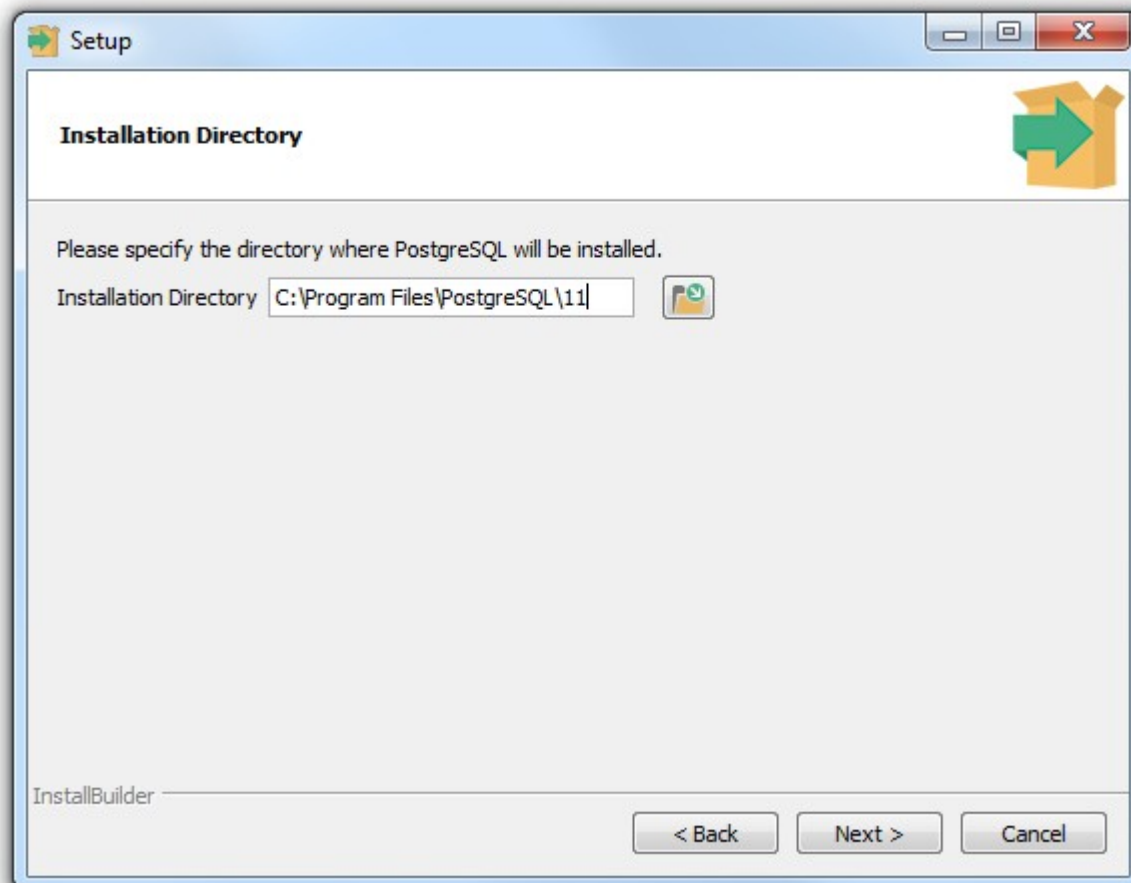 Setup
Installation Directory
Please specify the directory where PostgreSQL will be installed.
Installation Directory C:\Program Files\PostgreSQL\11
InstallBuilder
< Back Next > Cancel